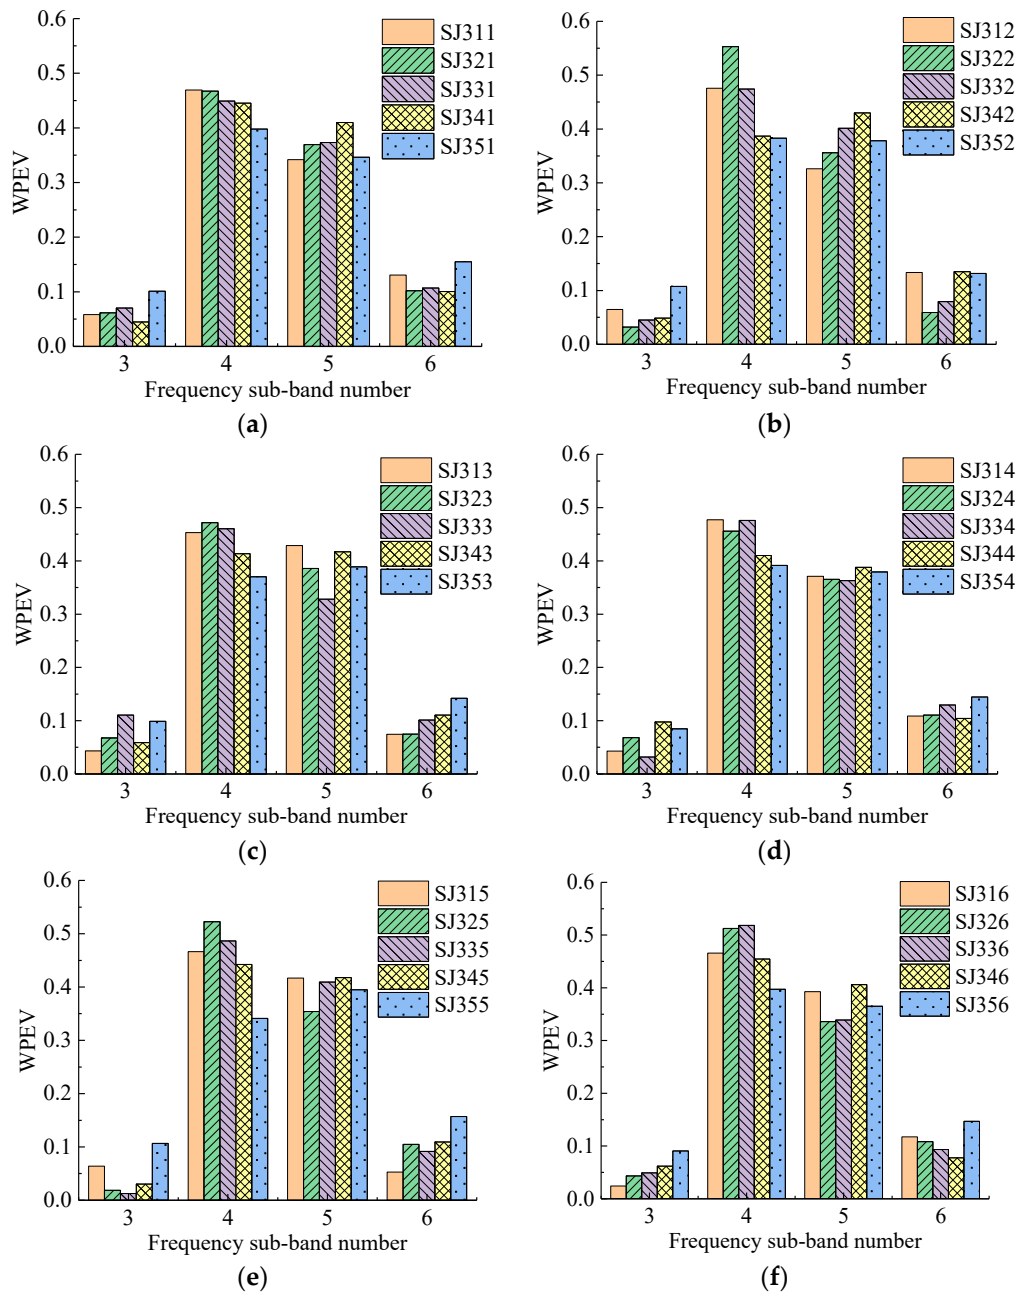 0.6
0.5
0.4
0.3
0.2
0.1
0.0
WPEV
SJ311
SJ321
SJ331
SJ341
SJ351
3 4 5 6
Frequency sub-band number
(a)
0.6
0.5
0.4
0.3
0.2
0.1
0.0
WPEV
SJ312
SJ322
SJ332
SJ342
SJ352
3 4 5 6
Frequency sub-band number
(b)
0.6
0.5
0.4
0.3
0.2
0.1
0.0
WPEV
SJ313
SJ323
SJ333
SJ343
SJ353
3 4 5 6
Frequency sub-band number
(c)
0.6
0.5
0.4
0.3
0.2
0.1
0.0
WPEV
SJ314
SJ324
SJ334
SJ344
SJ354
3 4 5 6
Frequency sub-band number
(d)
0.6
0.5
0.4
0.3
0.2
0.1
0.0
WPEV
SJ315
SJ325
SJ335
SJ345
SJ355
3 4 5 6
Frequency sub-band number
(e)
0.6
0.5
0.4
0.3
0.2
0.1
0.0
WPEV
SJ316
SJ326
SJ336
SJ346
SJ356
3 4 5 6
Frequency sub-band number
(f)